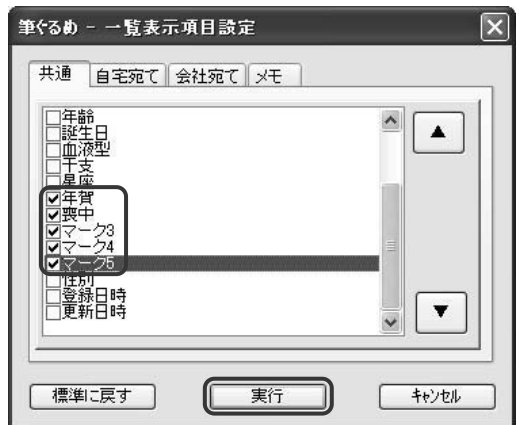 筆ぐるめ - 一覧表示項目設定
共通 自宅宛て 会社宛て メモ
年齢
誕生日
血液型
干支
星座
年賀
喪中
マーク3
マーク4
マーク5
性別
登録日時
更新日時
標準に戻す 実行 キャンセル